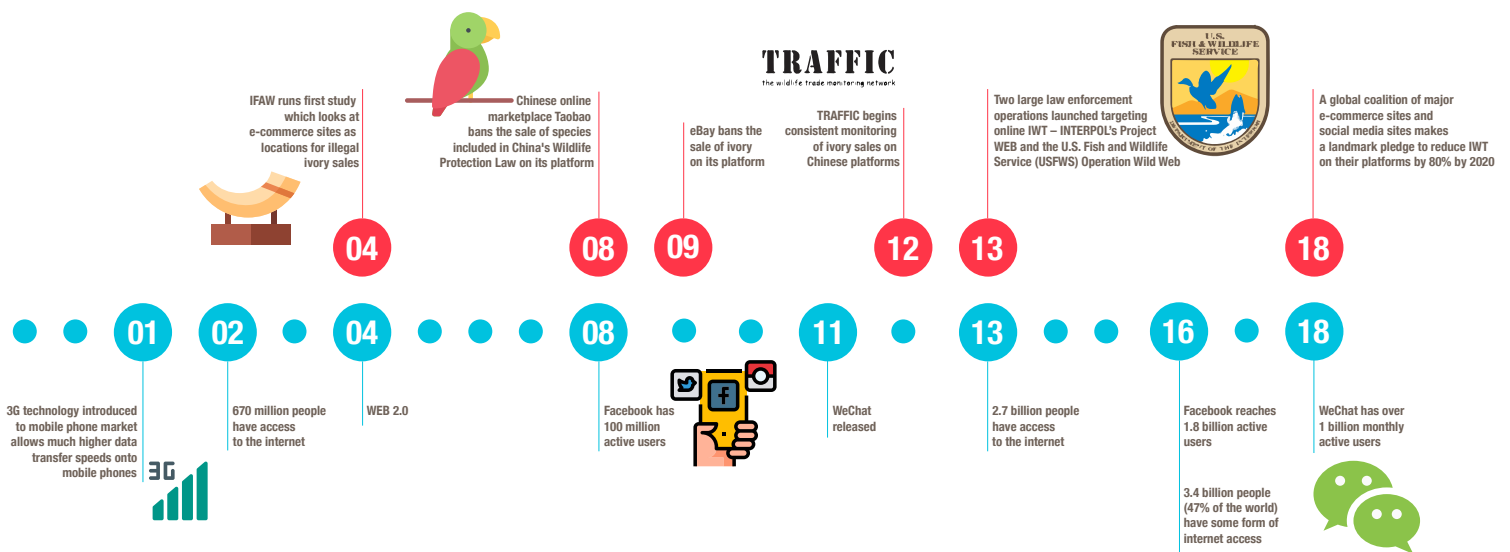 IFAW runs first study
which looks at
e-commerce sites as
locations for illegal
ivory sales
Chinese online
marketplace Taobao
bans the sale of species
included in China's Wildlife
Protection Law on its platform
eBay bans the
sale of ivory
on its platform
TRAFFIC
the wildlife trade monitoring network
TRAFFIC begins
consistent monitoring
of ivory sales on
Chinese platforms
Two large law enforcement
operations launched targeting
online IWT – INTERPOL's Project
WEB and the U.S. Fish and Wildlife
Service (USFWS) Operation Wild Web
U.S.
FISH & WILDLIFE
SERVICE
DEPARTMENT OF THE INTERIOR
A global coalition of major
e-commerce sites and
social media sites makes
a landmark pledge to reduce IWT
on their platforms by 80% by 2020
04
08
09
12
13
18
01
02
04
08
11
13
16
18
3G technology introduced
to mobile phone market
allows much higher data
transfer speeds onto
mobile phones
3G
670 million people
have access
to the internet
WEB 2.0
Facebook has
100 million
active users
f
WeChat
released
2.7 billion people
have access
to the internet
Facebook reaches
1.8 billion active
users
3.4 billion people
(47% of the world)
have some form of
internet access
WeChat has over
1 billion monthly
active users